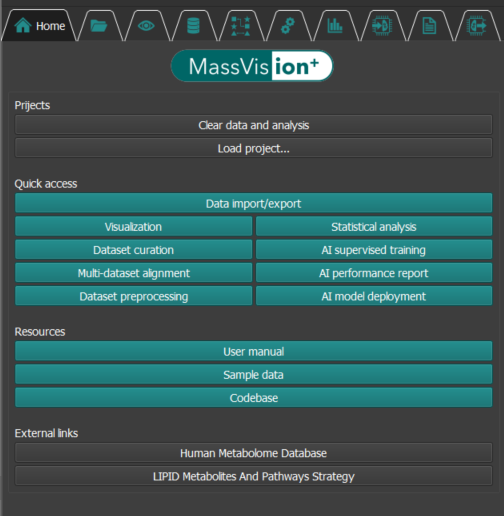 Home
MassVision+
Prijects
Clear data and analysis
Load project...
Quick access
Data import/export
Visualization
Statistical analysis
Dataset curation
AI supervised training
Multi-dataset alignment
AI performance report
Dataset preprocessing
AI model deployment
Resources
User manual
Sample data
Codebase
External links
Human Metabolome Database
LIPID Metabolites And Pathways Strategy